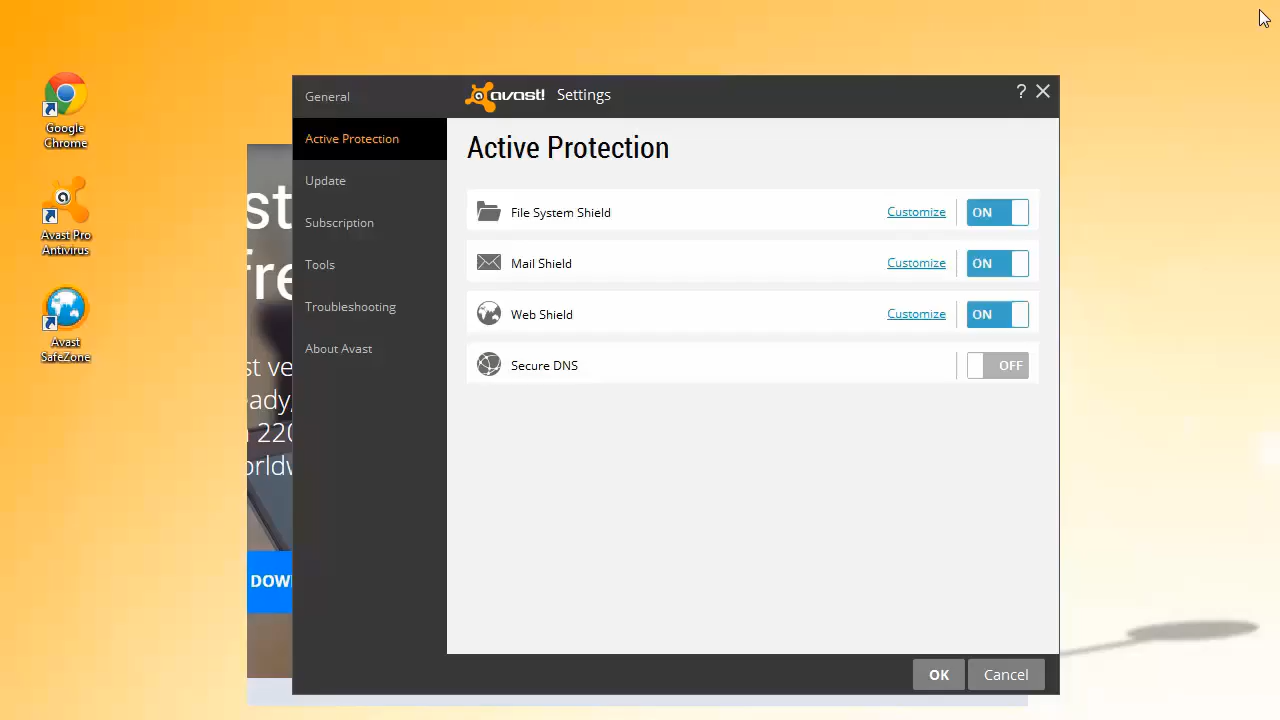 Google
Chrome
Avast Pro
Antivirus
Avast
SafeZone
st
fre
st ve
eady,
220
orldw
DOW
General
Active Protection
Update
Subscription
Tools
Troubleshooting
About Avast
avast! Settings
?
Active Protection
File System Shield Customize ON
Mail Shield Customize ON
Web Shield Customize ON
Secure DNS OFF
OK Cancel